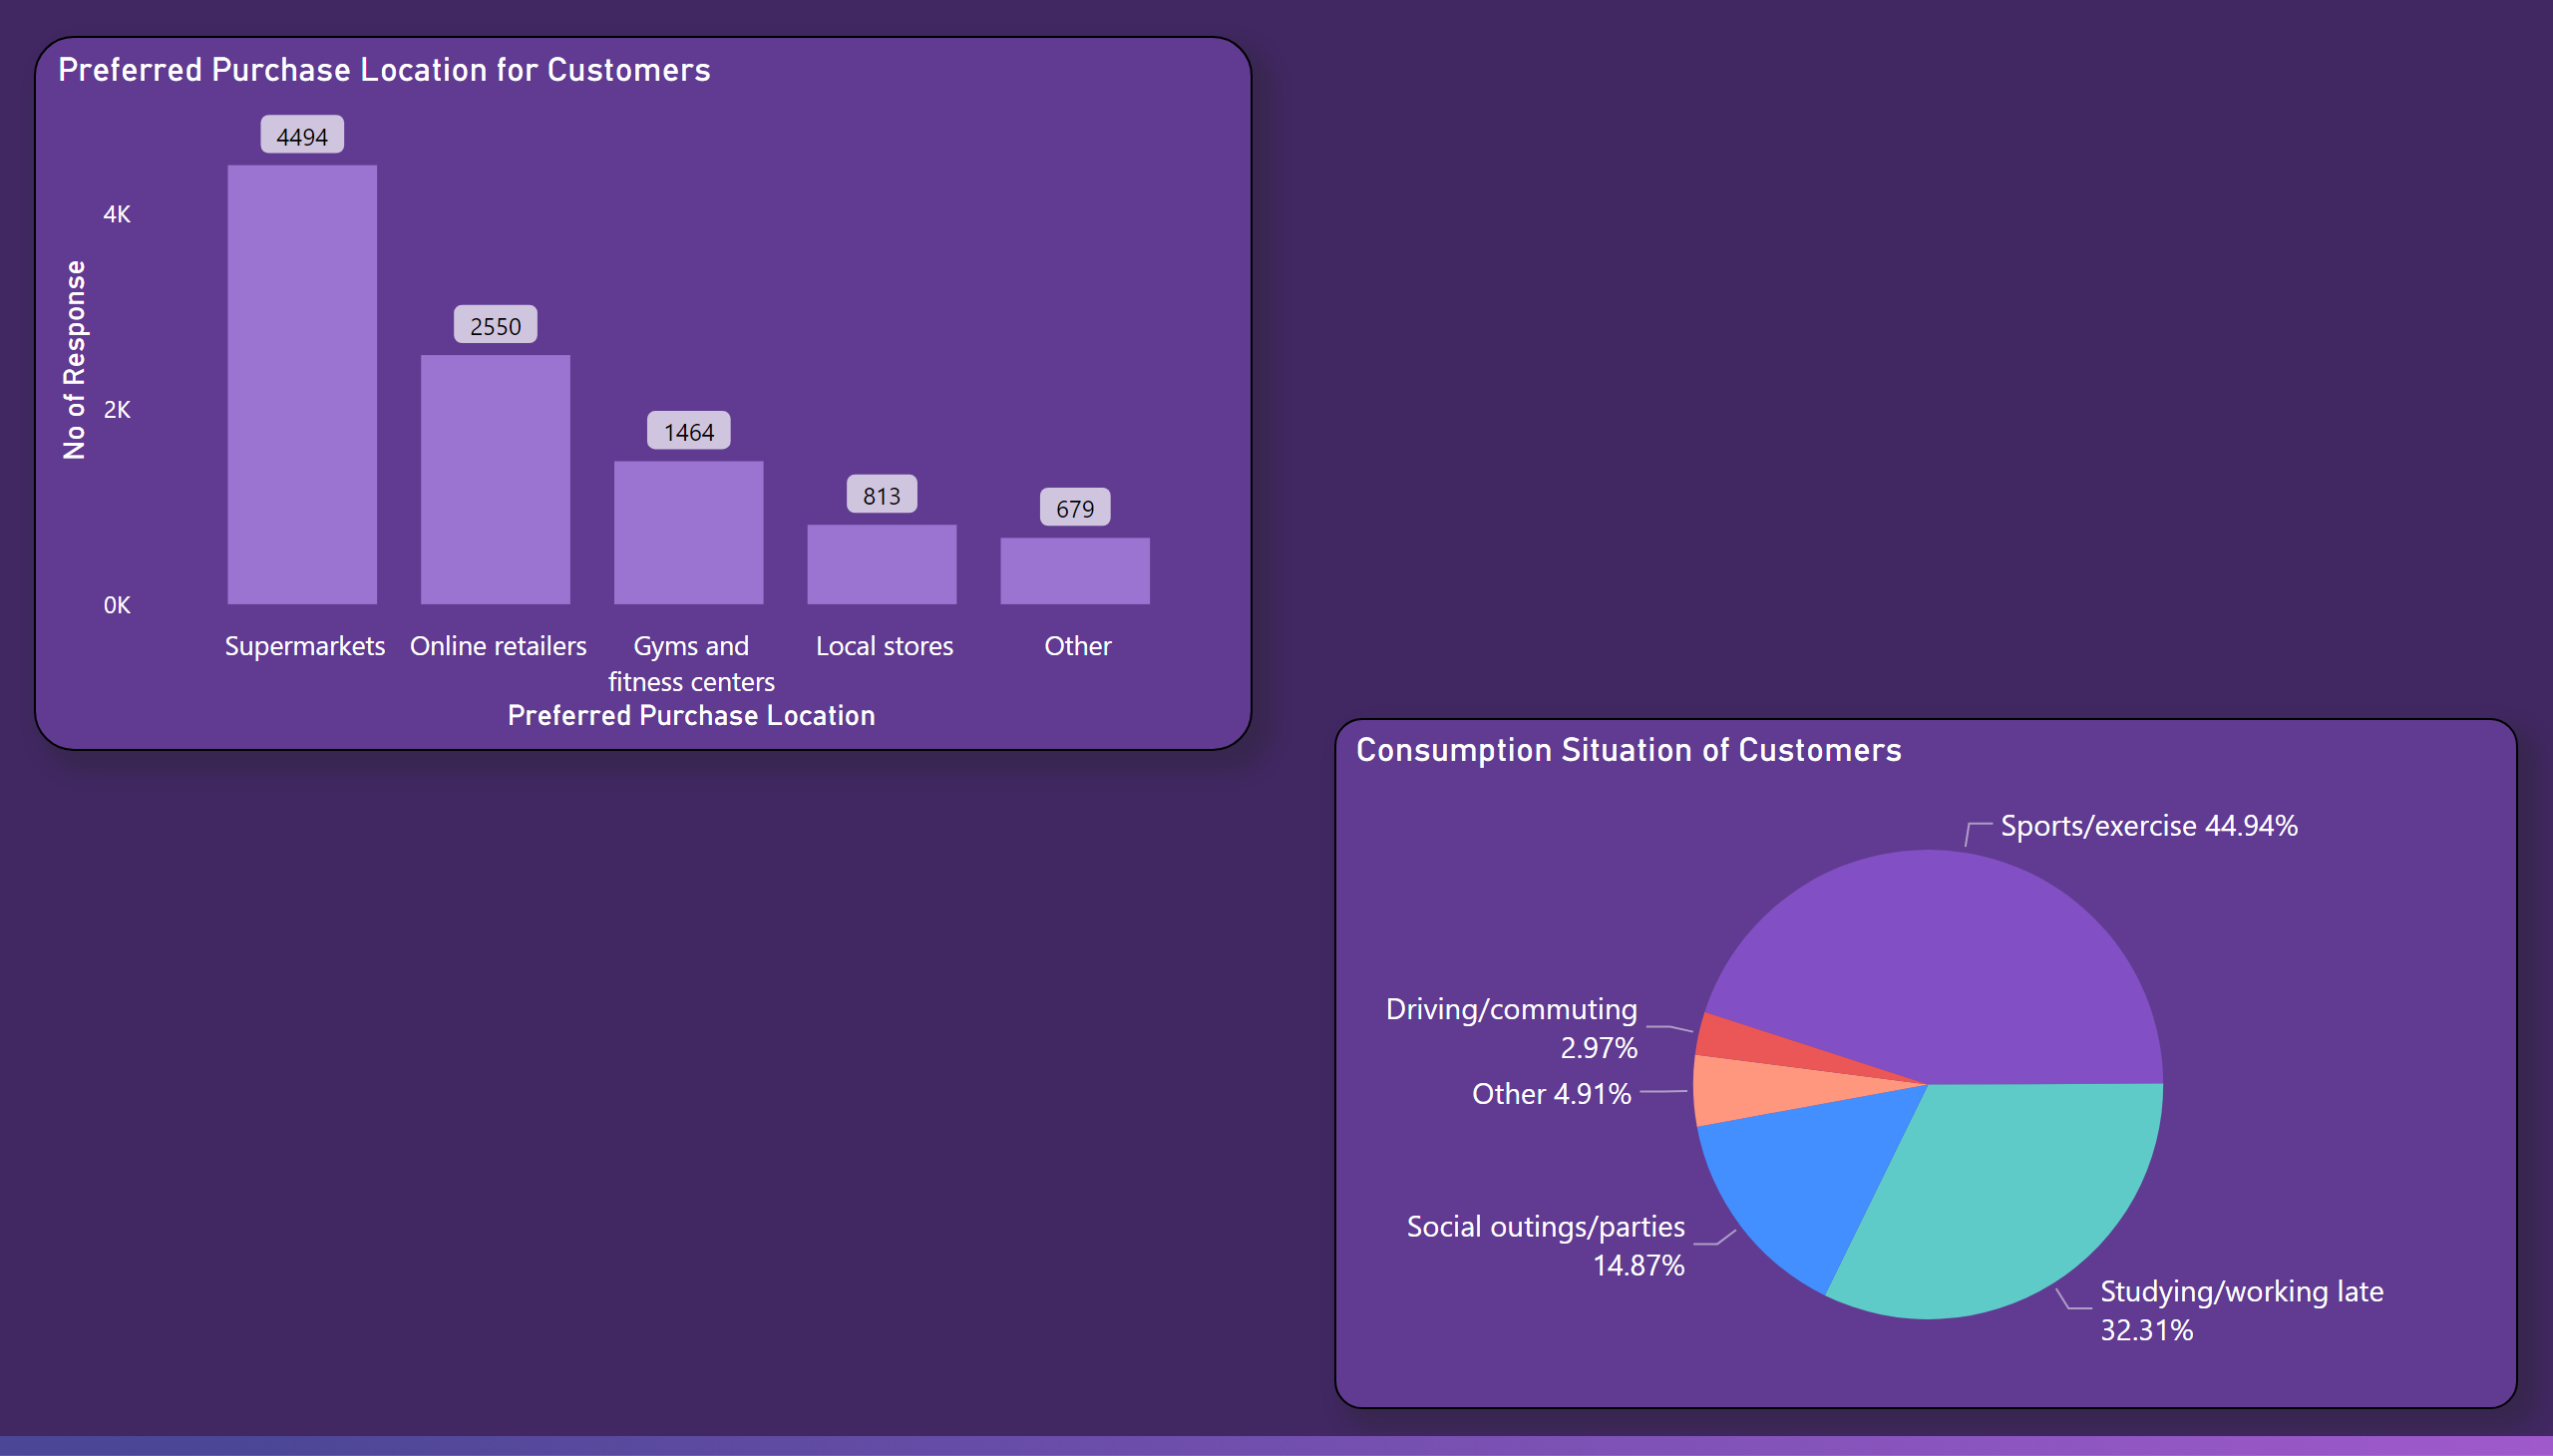 Preferred Purchase Location for Customers
4494
4K
2550
No of Response
2K
1464
813
679
0K
Supermarkets
Online retailers
Gyms and
fitness centers
Local stores
Other
Preferred Purchase Location
Consumption Situation of Customers
Sports/exercise 44.94%
Driving/commuting
2.97%
Other 4.91%
Social outings/parties
14.87%
Studying/working late
32.31%